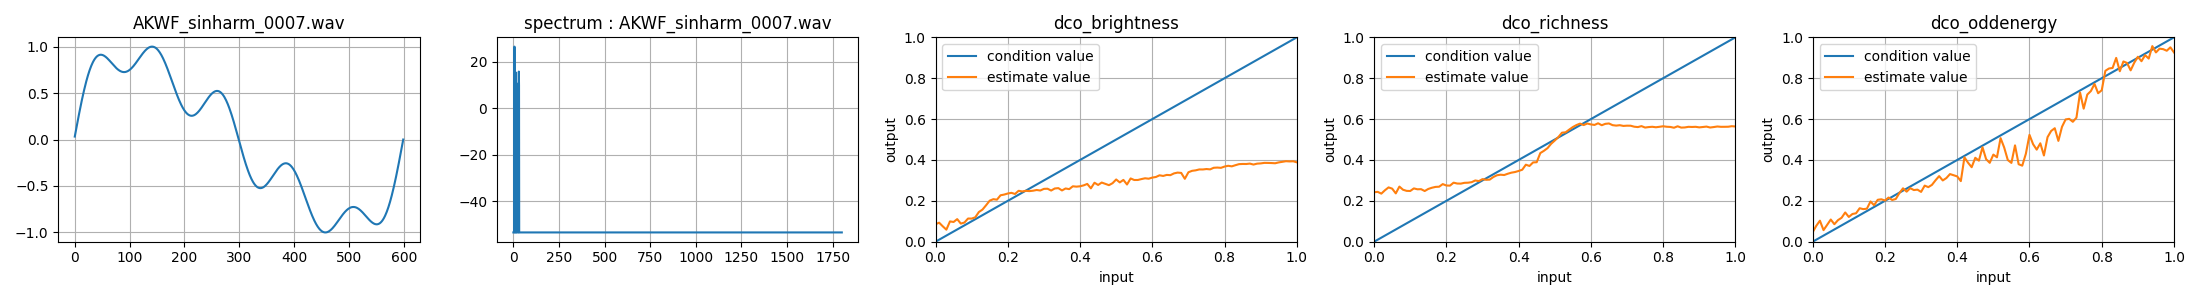 AKWF_sinharm_0007.wav
1.0
0.5
0.0
−0.5
−1.0
0 100 200 300 400 500 600
spectrum : AKWF_sinharm_0007.wav
20
0
−20
−40
0 250 500 750 1000 1250 1500 1750
dco_brightness
condition value
estimate value
output
1.0
0.8
0.6
0.4
0.2
0.0
0.0 0.2 0.4 0.6 0.8 1.0
input
dco_richness
condition value
estimate value
output
1.0
0.8
0.6
0.4
0.2
0.0
0.0 0.2 0.4 0.6 0.8 1.0
input
dco_oddenergy
condition value
estimate value
output
1.0
0.8
0.6
0.4
0.2
0.0
0.0 0.2 0.4 0.6 0.8 1.0
input